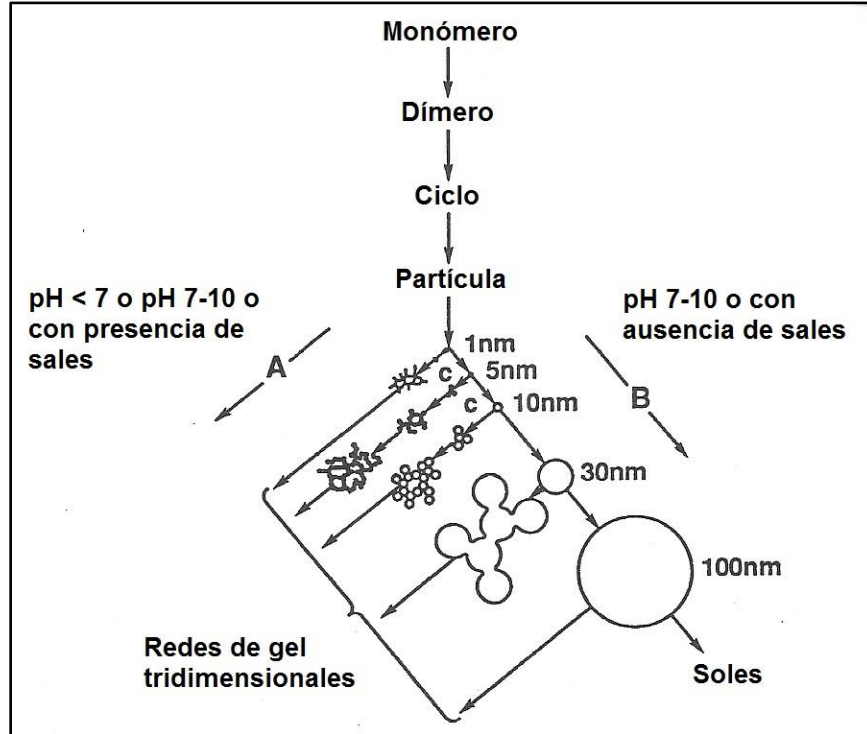 Monómero
Dímero
Ciclo
Partícula
pH < 7 o pH 7-10 o
con presencia de
sales
pH 7-10 o con
ausencia de sales
1nm
A
c
5nm
c
10nm
B
30nm
100nm
Redes de gel
tridimensionales
Soles